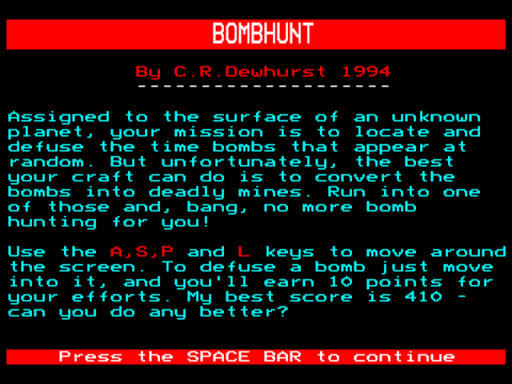 BOMBHUNT
By C.R.Dewhurst 1994
---------------------
Assigned to the surface of an unknown
planet, your mission is to locate and
defuse the time bombs that appear at
random. But unfortunately, the best
your craft can do is to convert the
bombs into deadly mines. Run into one
of those and, bang, no more bomb
hunting for you!
Use the A,S,P and L keys to move around
the screen. To defuse a bomb just move
into it, and you'll earn 10 points for
your efforts. My best score is 410 -
can you do any better?
Press the SPACE BAR to continue